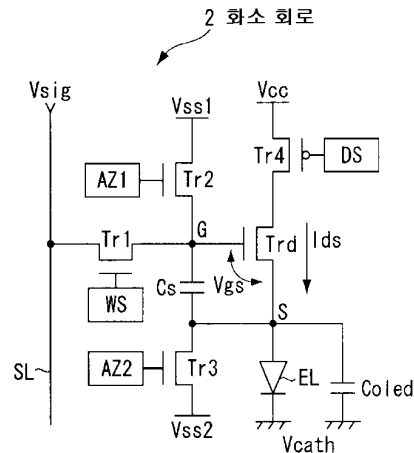 2 화소 회로
Vsig
Vss1
Vcc
AZ1
Tr2
Tr4
DS
Tr1
G
Trd
Ids
WS
Cs
Vgs
S
SL
AZ2
Tr3
EL
Coled
Vss2
Vcath